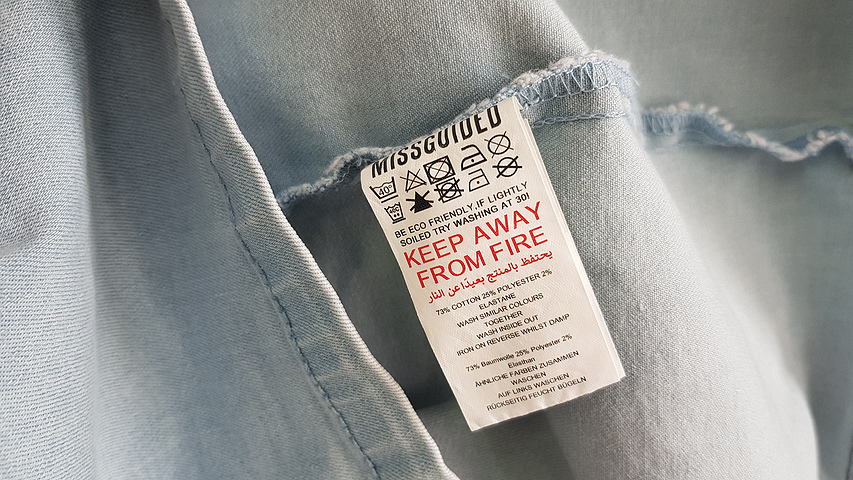 MISSGUIDED
40°
BE ECO FRIENDLY,IF LIGHTLY
SOILED TRY WASHING AT 30!
KEEP AWAY
FROM FIRE
يحتفظ بالمنتج بعيدًا عن النار
73% COTTON 25% POLYESTER 2%
ELASTANE
WASH SIMILAR COLOURS
TOGETHER
WASH INSIDE OUT
IRON ON REVERSE WHILST DAMP
73% Baumwolle 25% Polyester 2%
Elasthan
ÄHNLICHE FARBEN ZUSAMMEN
WASCHEN
AUF LINKS WASCHEN
RÜCKSEITIG FEUCHT BÜGELN